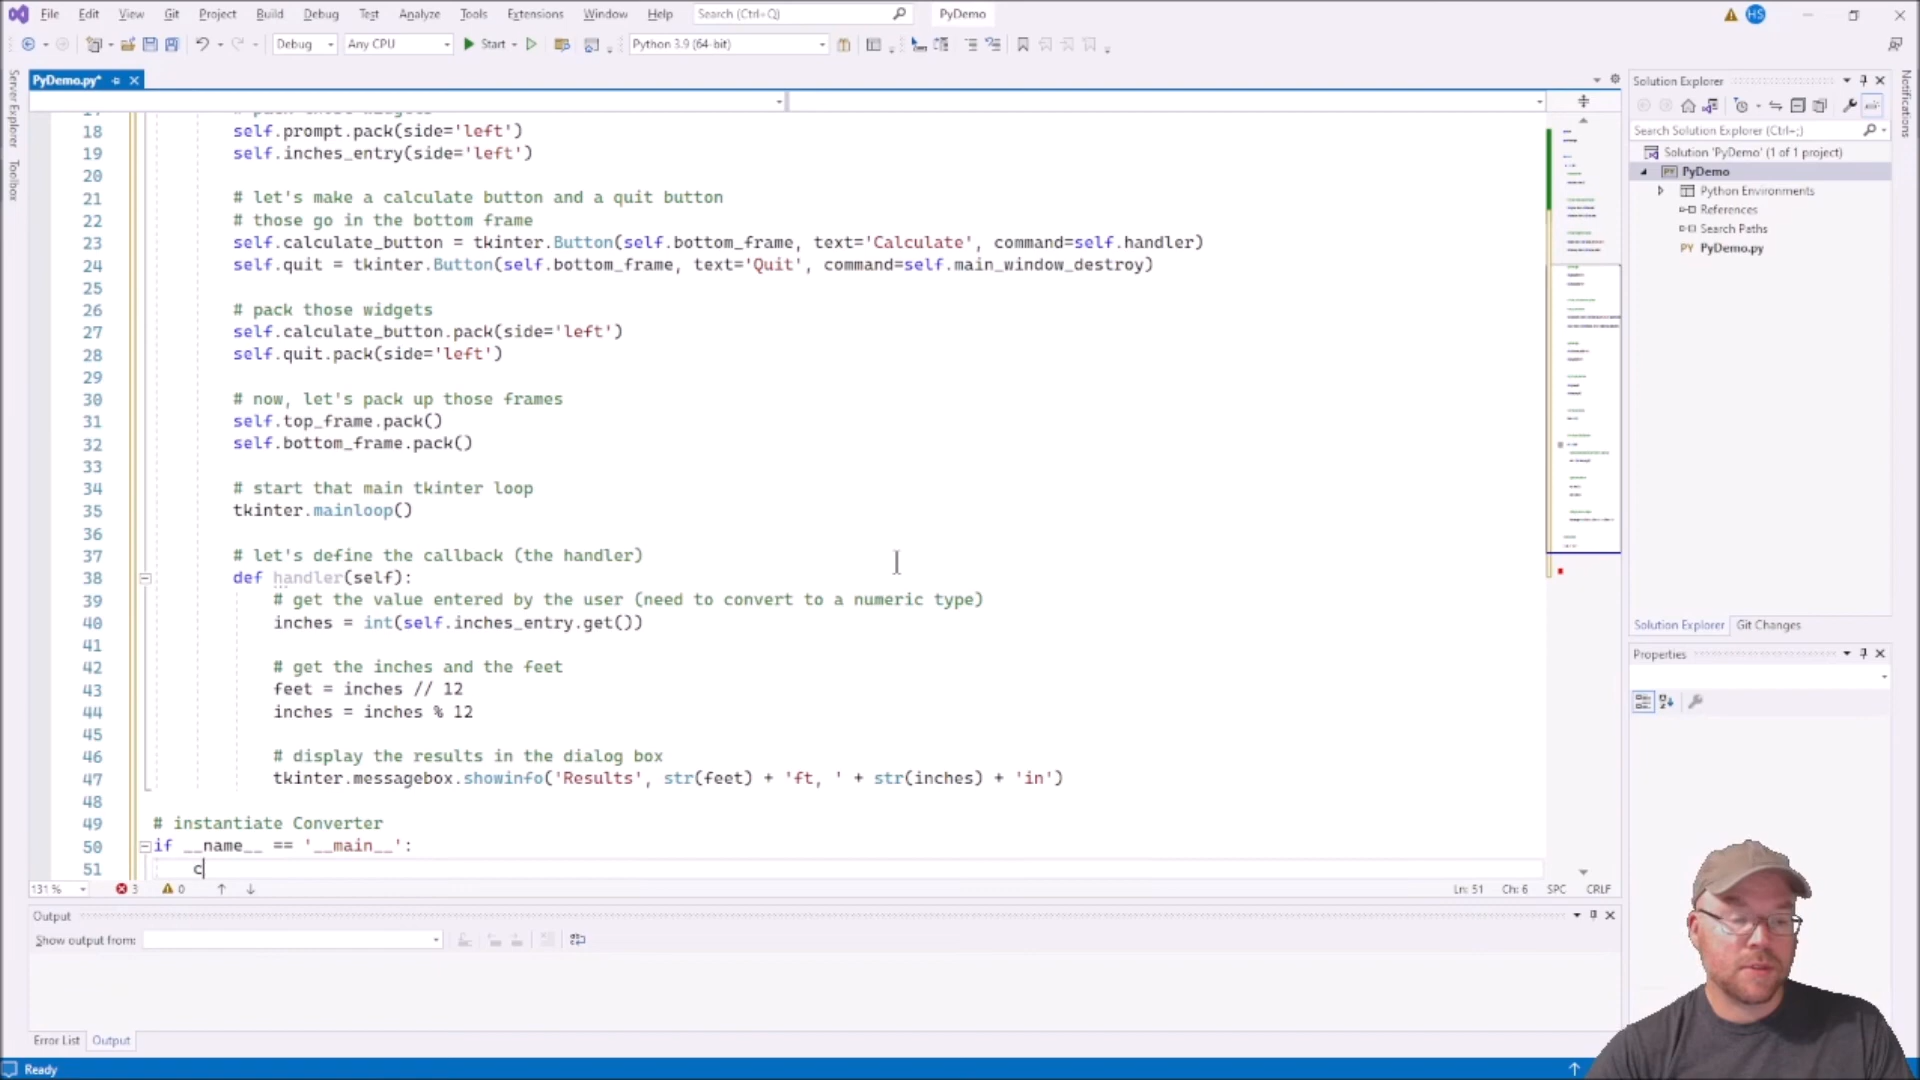 File Edit View Git Project Build Debug Test Analyze Tools Extensions Window Help Search (Ctrl+Q) PyDemo HS
Debug Any CPU Start Python 3.9 (64-bit)
PyDemo.py*
Server Explorer
Toolbox
18 self.prompt.pack(side='left')
19 self.inches_entry(side='left')
20
21 # let's make a calculate button and a quit button
22 # those go in the bottom frame
23 self.calculate_button = tkinter.Button(self.bottom_frame, text='Calculate', command=self.handler)
24 self.quit = tkinter.Button(self.bottom_frame, text='Quit', command=self.main_window_destroy)
25
26 # pack those widgets
27 self.calculate_button.pack(side='left')
28 self.quit.pack(side='left')
29
30 # now, let's pack up those frames
31 self.top_frame.pack()
32 self.bottom_frame.pack()
33
34 # start that main tkinter loop
35 tkinter.mainloop()
36
37 # let's define the callback (the handler)
38 def handler(self):
39 # get the value entered by the user (need to convert to a numeric type)
40 inches = int(self.inches_entry.get())
41
42 # get the inches and the feet
43 feet = inches // 12
44 inches = inches % 12
45
46 # display the results in the dialog box
47 tkinter.messagebox.showinfo('Results', str(feet) + 'ft, ' + str(inches) + 'in')
48
49 # instantiate Converter
50 if __name__ == '__main__':
51 c
131 % 3 0 Ln: 51 Ch: 6 SPC CRLF
Output
Show output from:
Error List Output
Ready
Solution Explorer
Search Solution Explorer (Ctrl+;)
Solution 'PyDemo' (1 of 1 project)
PyDemo
Python Environments
References
Search Paths
PyDemo.py
Solution Explorer Git Changes
Properties
Notifications